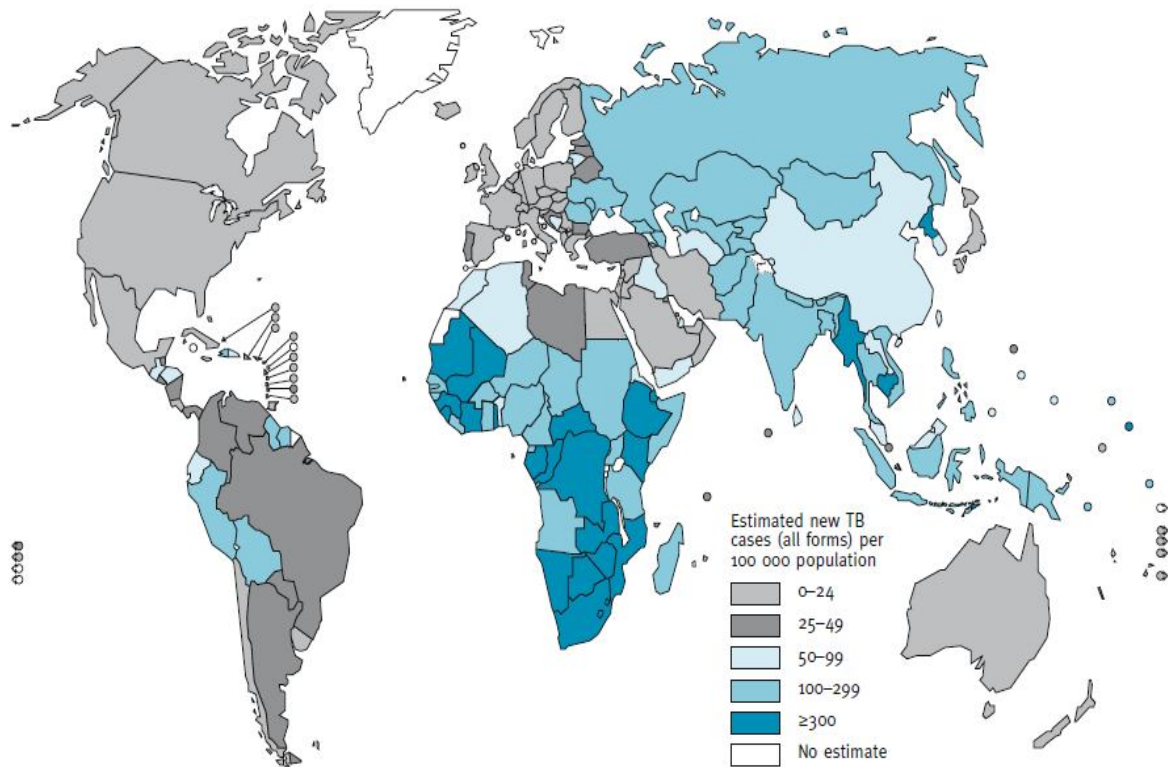 Estimated new TB
cases (all forms) per
100 000 population
0–24
25–49
50–99
100–299
≥300
No estimate